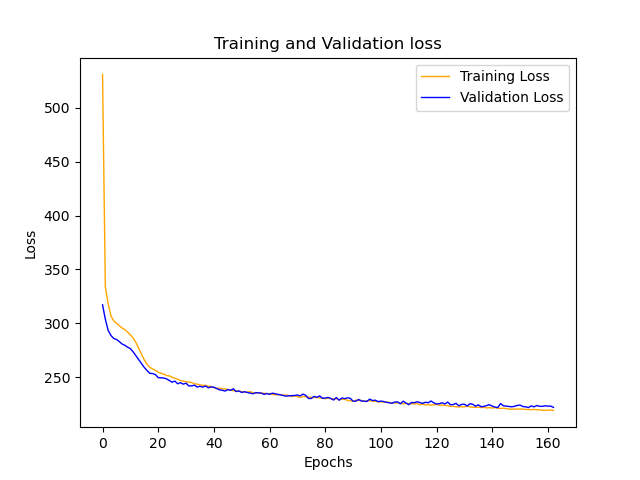 Training and Validation loss
Training Loss
Validation Loss
Loss
500
450
400
350
300
250
0 20 40 60 80 100 120 140 160
Epochs